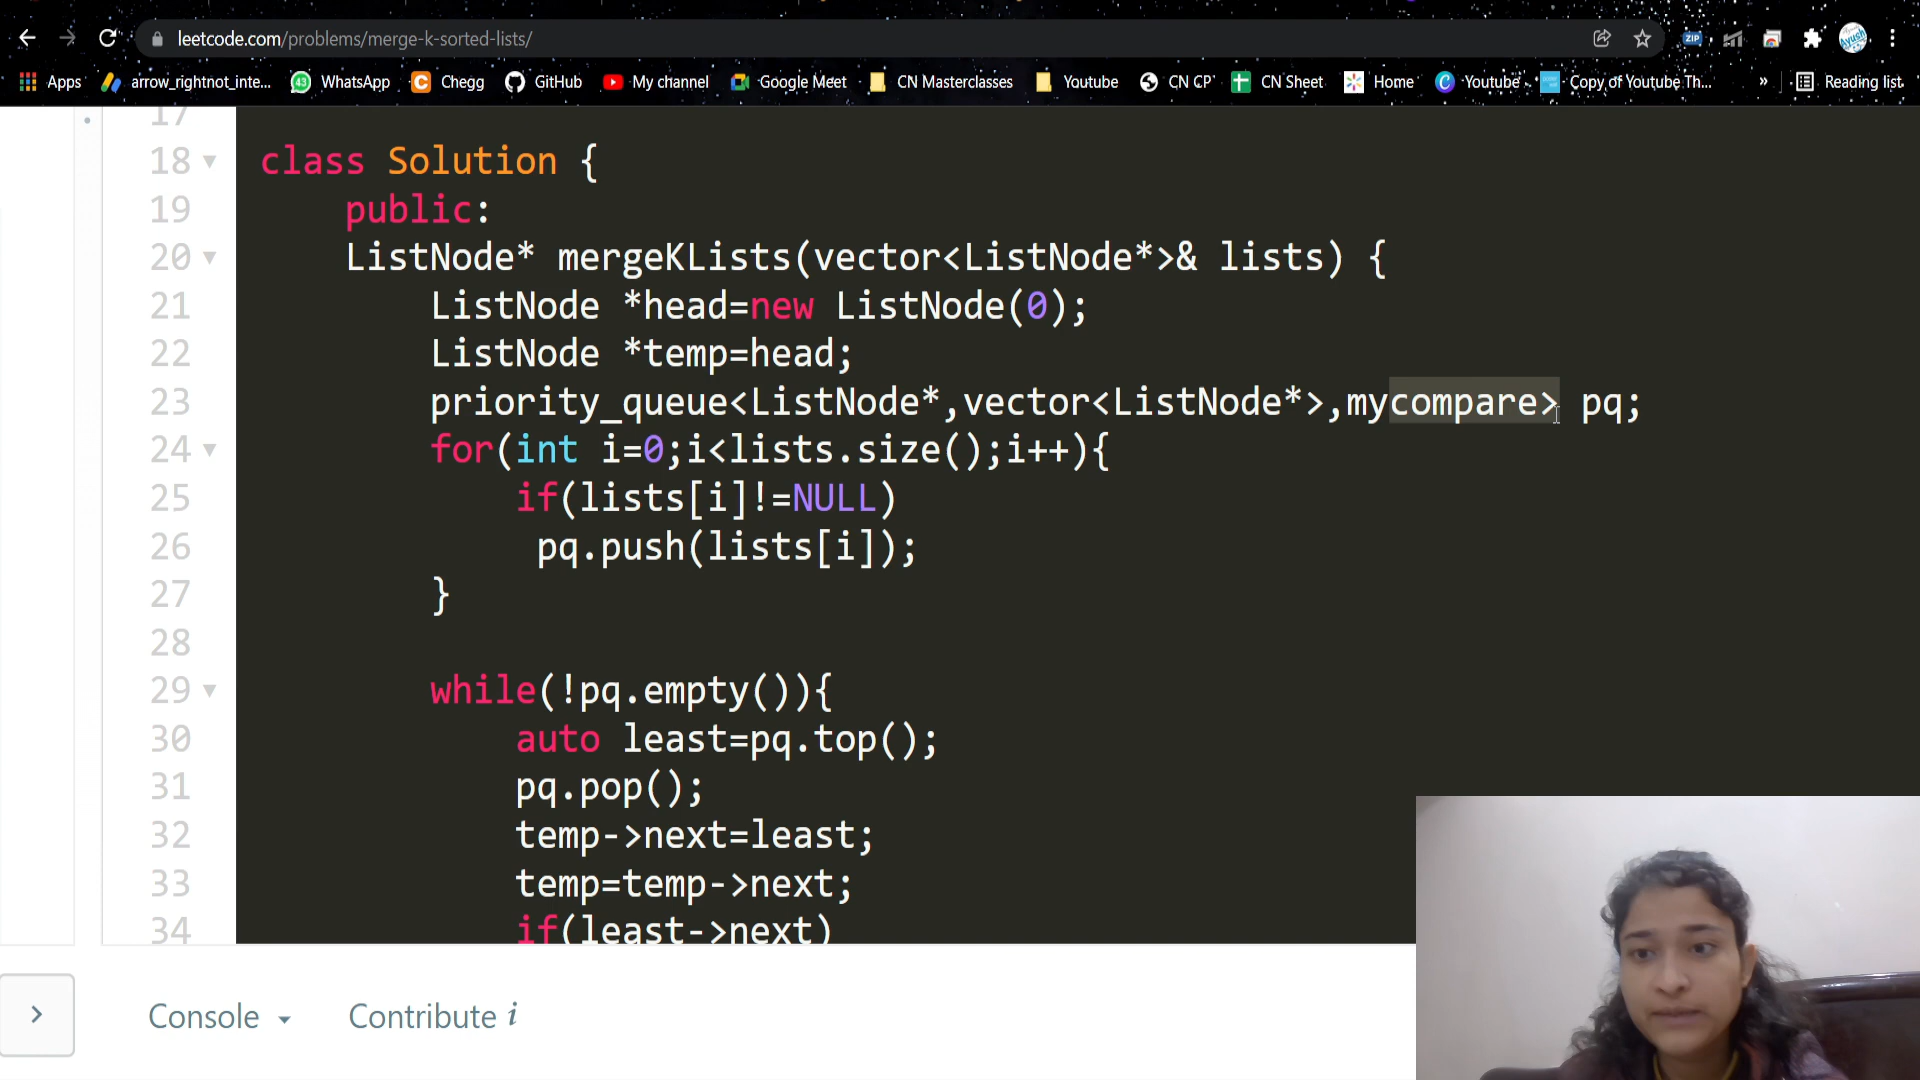 leetcode.com/problems/merge-k-sorted-lists/
Apps arrow_rightnot_inte... 43 WhatsApp Chegg GitHub My channel Google Meet CN Masterclasses Youtube CN CP CN Sheet Home Youtube Copy of Youtube Th... » Reading list
17
18 class Solution {
19 public:
20 ListNode* mergeKLists(vector<ListNode*>& lists) {
21 ListNode *head=new ListNode(0);
22 ListNode *temp=head;
23 priority_queue<ListNode*,vector<ListNode*>,mycompare> pq;
24 for(int i=0;i<lists.size();i++){
25 if(lists[i]!=NULL)
26 pq.push(lists[i]);
27 }
28
29 while(!pq.empty()){
30 auto least=pq.top();
31 pq.pop();
32 temp->next=least;
33 temp=temp->next;
34 if(least->next)
Console Contribute i